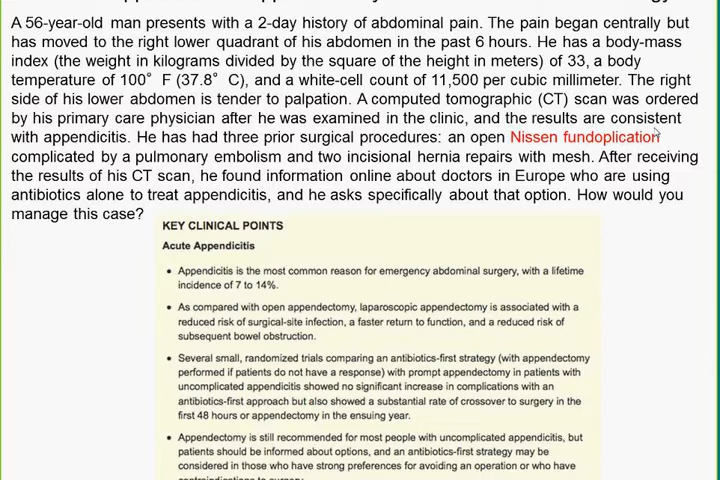 A 56-year-old man presents with a 2-day history of abdominal pain. The pain began centrally but
has moved to the right lower quadrant of his abdomen in the past 6 hours. He has a body-mass
index (the weight in kilograms divided by the square of the height in meters) of 33, a body
temperature of 100° F (37.8° C), and a white-cell count of 11,500 per cubic millimeter. The right
side of his lower abdomen is tender to palpation. A computed tomographic (CT) scan was ordered
by his primary care physician after he was examined in the clinic, and the results are consistent
with appendicitis. He has had three prior surgical procedures: an open Nissen fundoplication
complicated by a pulmonary embolism and two incisional hernia repairs with mesh. After receiving
the results of his CT scan, he found information online about doctors in Europe who are using
antibiotics alone to treat appendicitis, and he asks specifically about that option. How would you
manage this case?
KEY CLINICAL POINTS
Acute Appendicitis
• Appendicitis is the most common reason for emergency abdominal surgery, with a lifetime
incidence of 7 to 14%.
• As compared with open appendectomy, laparoscopic appendectomy is associated with a
reduced risk of surgical-site infection, a faster return to function, and a reduced risk of
subsequent bowel obstruction.
• Several small, randomized trials comparing an antibiotics-first strategy (with appendectomy
performed if patients do not have a response) with prompt appendectomy in patients with
uncomplicated appendicitis showed no significant increase in complications with an
antibiotics-first approach but also showed a substantial rate of crossover to surgery in the
first 48 hours or appendectomy in the ensuing year.
• Appendectomy is still recommended for most people with uncomplicated appendicitis, but
patients should be informed about options, and an antibiotics-first strategy may be
considered in those who have strong preferences for avoiding an operation or who have